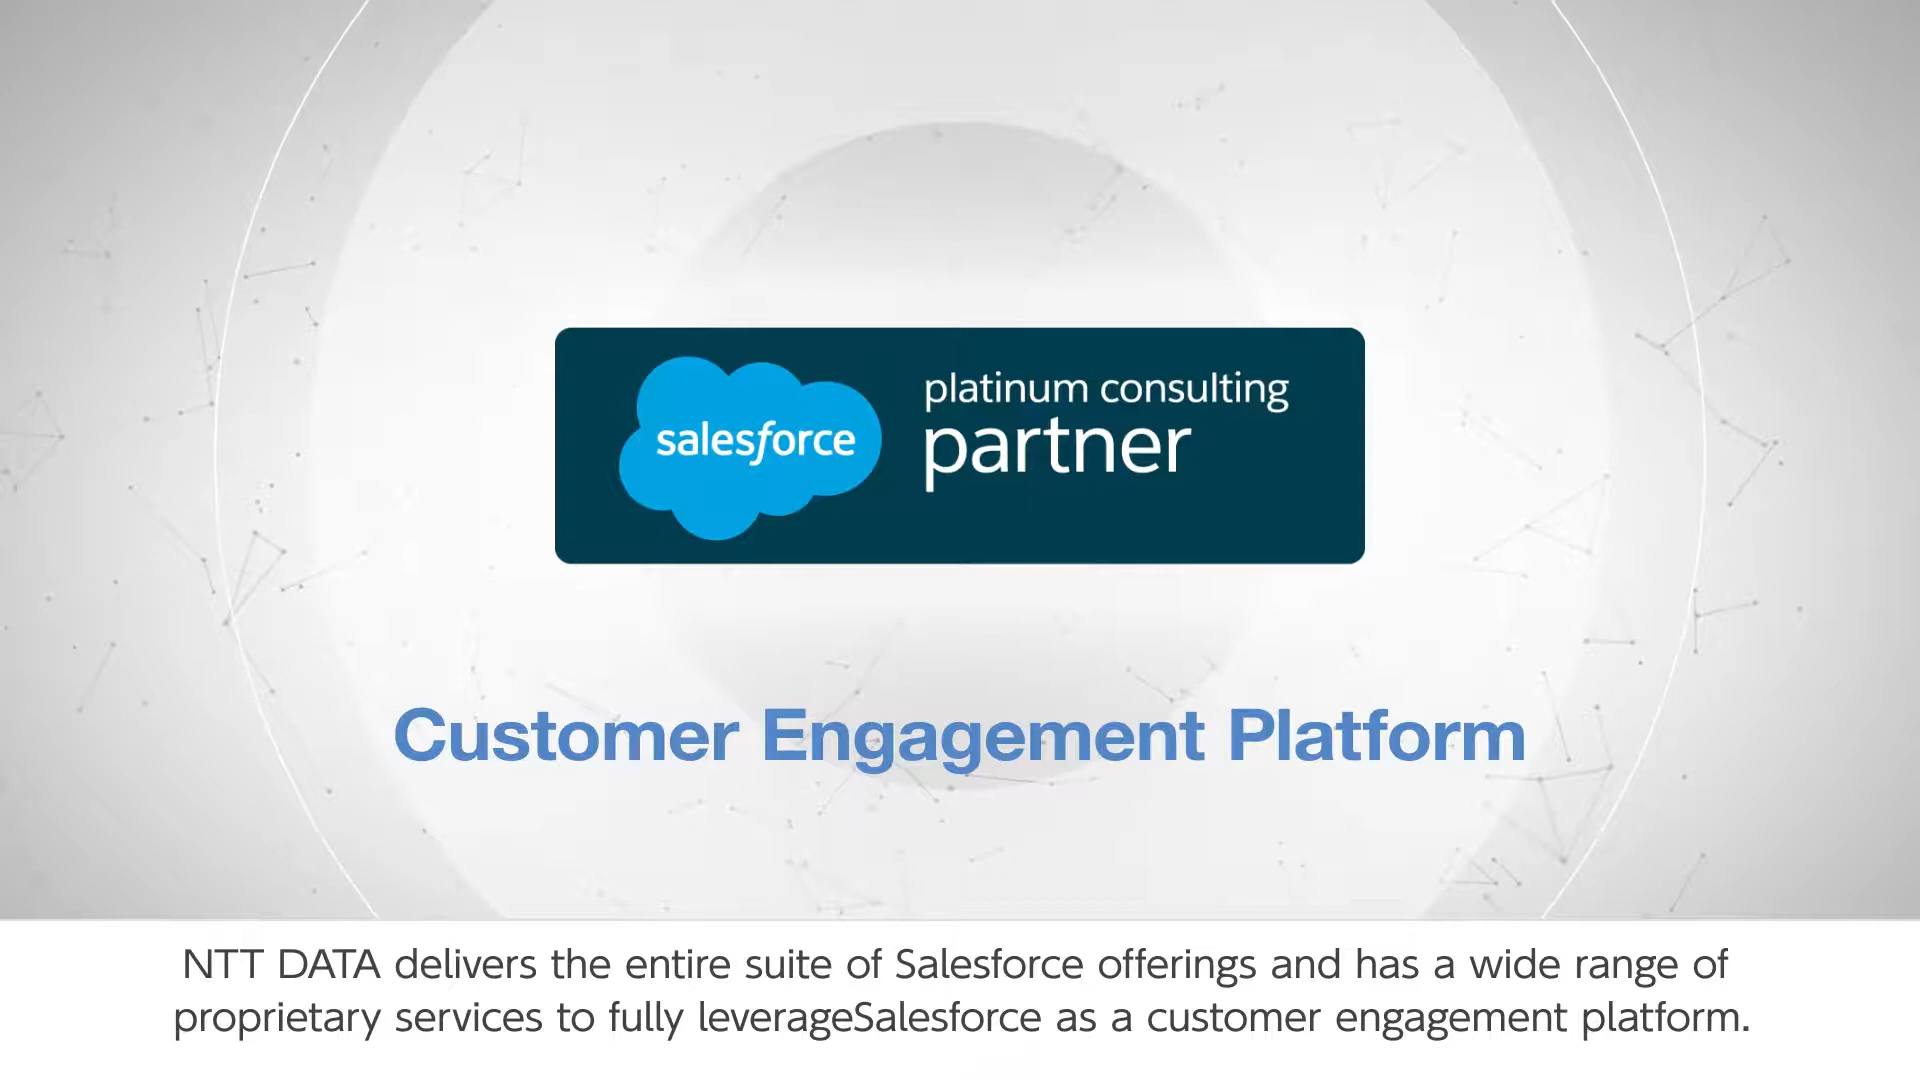 salesforce
platinum consulting
partner
Customer Engagement Platform
NTT DATA delivers the entire suite of Salesforce offerings and has a wide range of
proprietary services to fully leverageSalesforce as a customer engagement platform.